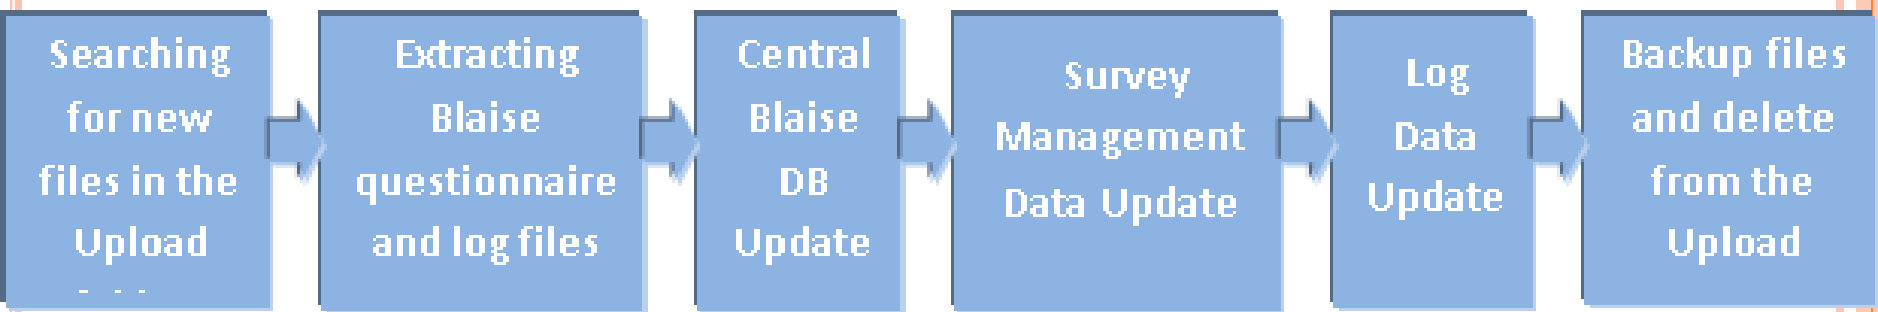 Searching
for new
files in the
Upload
Extracting
Blaise
questionnaire
and log files
Central
Blaise
DB
Update
Survey
Management
Data Update
Log
Data
Update
Backup files
and delete
from the
Upload